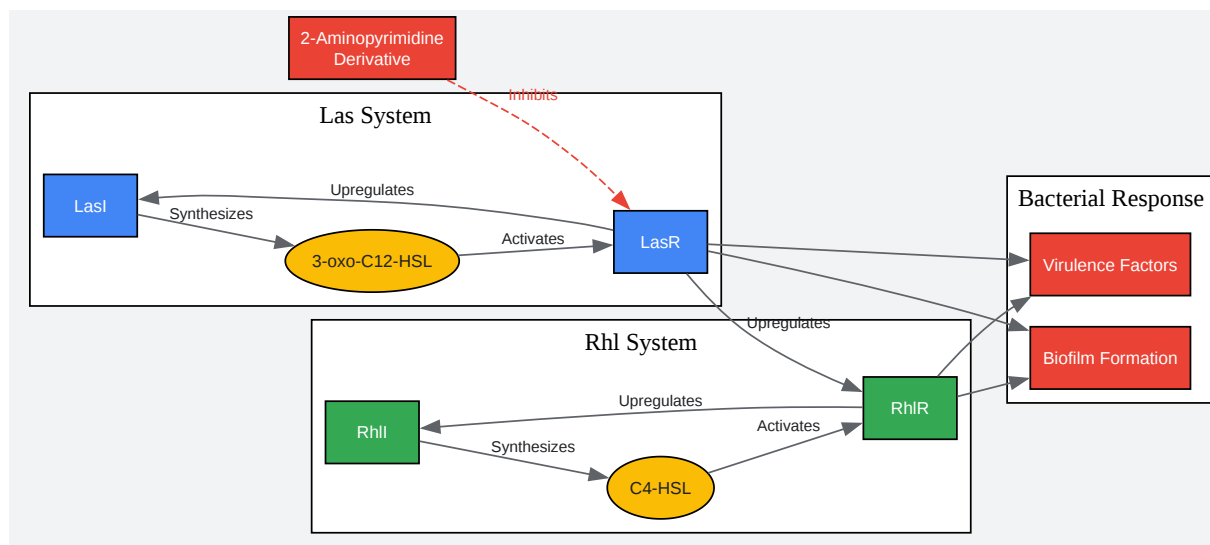 2-Aminopyrimidine
Derivative
Inhibits
Las System
LasI
Synthesizes
Upregulates
3-oxo-C12-HSL
Activates
LasR
Bacterial Response
Virulence Factors
Biofilm Formation
Upregulates
Rhl System
RhlI
Synthesizes
Upregulates
C4-HSL
Activates
RhlR